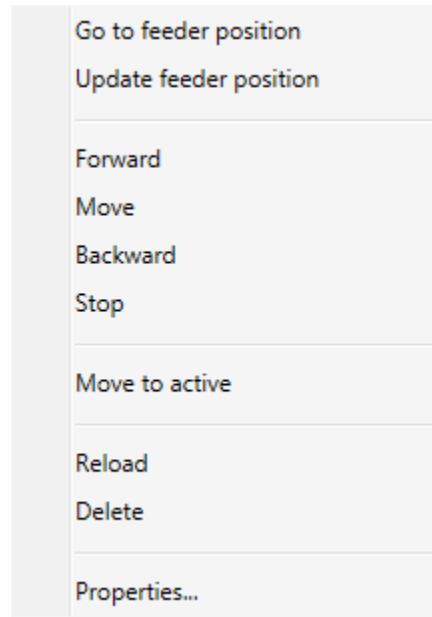 Go to feeder position
Update feeder position
Forward
Move
Backward
Stop
Move to active
Reload
Delete
Properties...